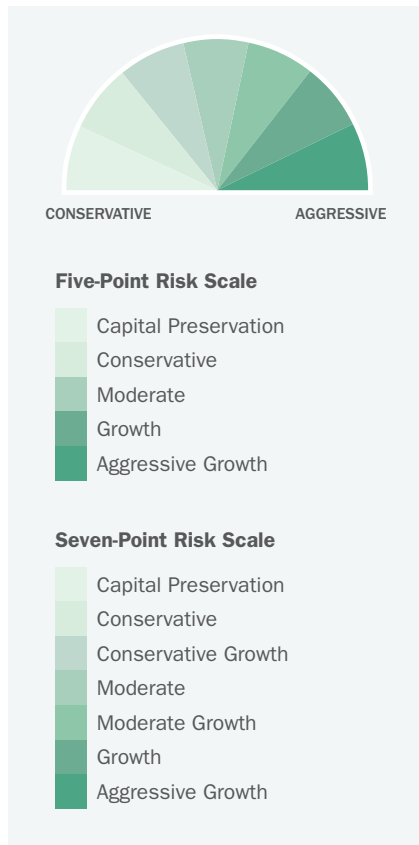 CONSERVATIVE AGGRESSIVE
Five-Point Risk Scale
Capital Preservation
Conservative
Moderate
Growth
Aggressive Growth
Seven-Point Risk Scale
Capital Preservation
Conservative
Conservative Growth
Moderate
Moderate Growth
Growth
Aggressive Growth